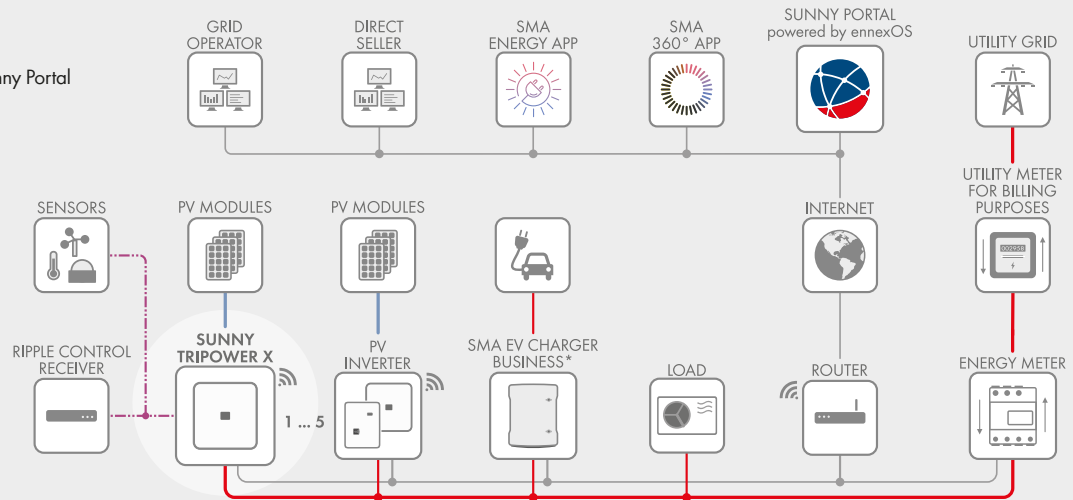 GRID
OPERATOR
DIRECT
SELLER
SMA
ENERGY APP
SMA
360° APP
SUNNY PORTAL
powered by ennexOS
UTILITY GRID
ny Portal
SENSORS
PV MODULES
PV MODULES
INTERNET
UTILITY METER
FOR BILLING
PURPOSES
002958
RIPPLE CONTROL
RECEIVER
SUNNY
TRIPOWER X
1 ... 5
PV
INVERTER
SMA EV CHARGER
BUSINESS*
LOAD
ROUTER
ENERGY METER